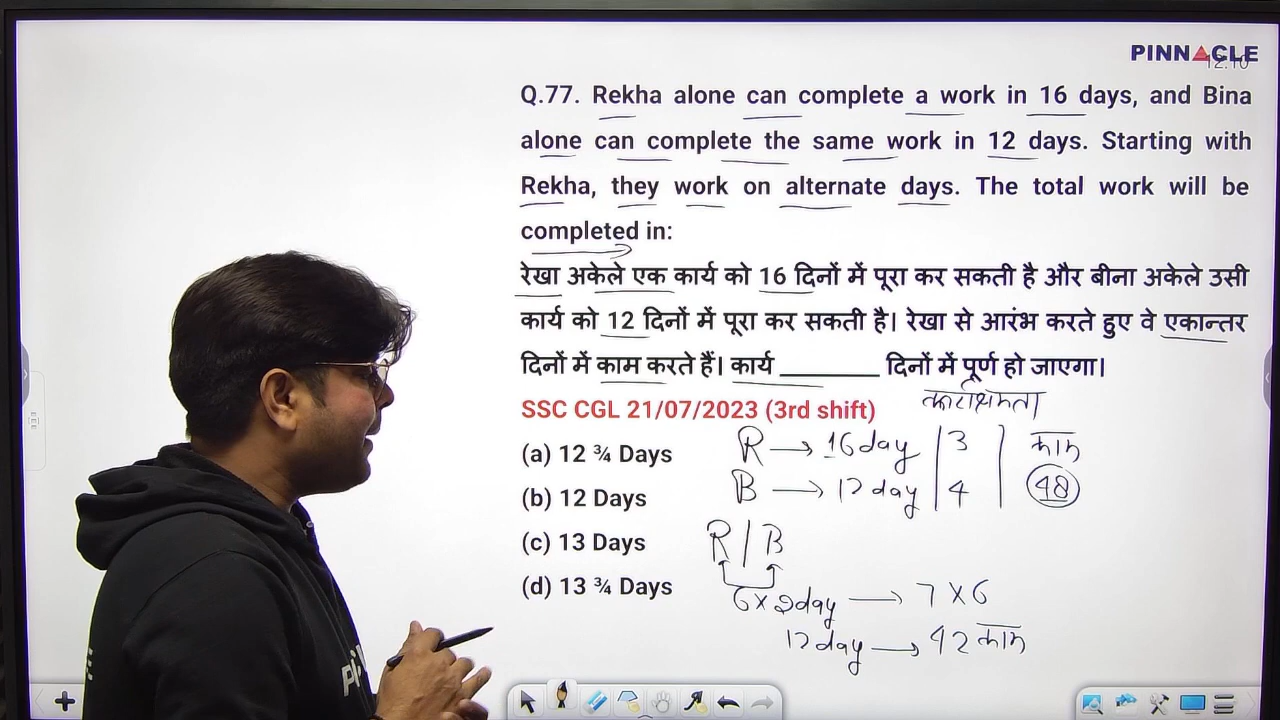 PINNACLE
12:10
Q.77. Rekha alone can complete a work in 16 days, and Bina
alone can complete the same work in 12 days. Starting with
Rekha, they work on alternate days. The total work will be
completed in:
रेखा अकेले एक कार्य को 16 दिनों में पूरा कर सकती है और बीना अकेले उसी
कार्य को 12 दिनों में पूरा कर सकती है। रेखा से आरंभ करते हुए वे एकान्तर
दिनों में काम करते हैं। कार्य ________ दिनों में पूर्ण हो जाएगा।
SSC CGL 21/07/2023 (3rd shift)
कार्यक्षमता
(a) 12 ¾ Days
(b) 12 Days
(c) 13 Days
(d) 13 ¾ Days
R → 16 day | 3 | काम
B → 12 day | 4 | 48
R / B
6 x 2 day → 7 x 6
12 day → 42 काम